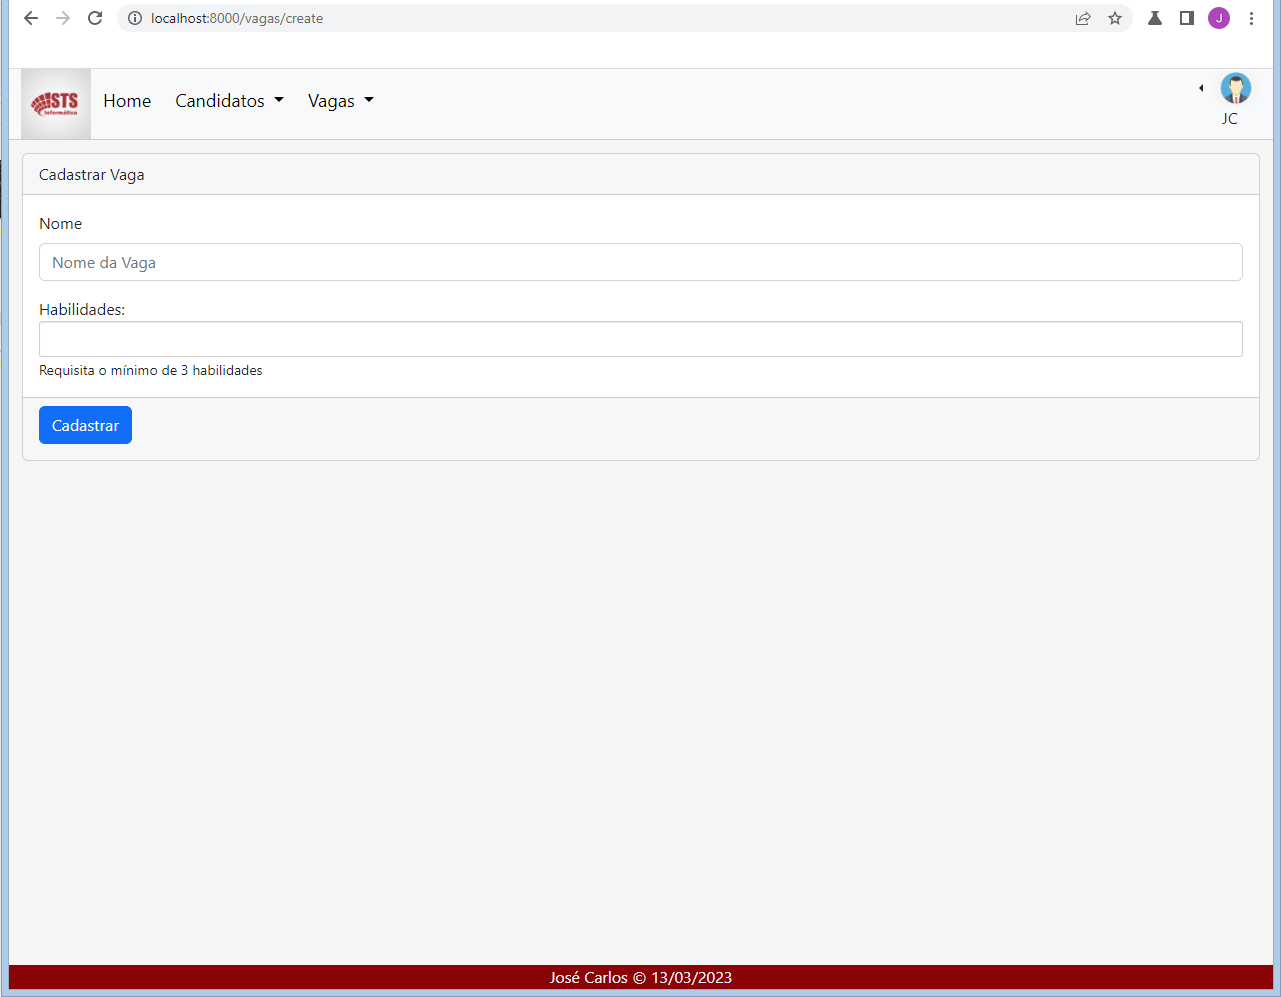 localhost:8000/vagas/create
J
STS
Informática
Home
Candidatos
Vagas
JC
Cadastrar Vaga
Nome
Nome da Vaga
Habilidades:
Requisita o mínimo de 3 habilidades
Cadastrar
José Carlos © 13/03/2023